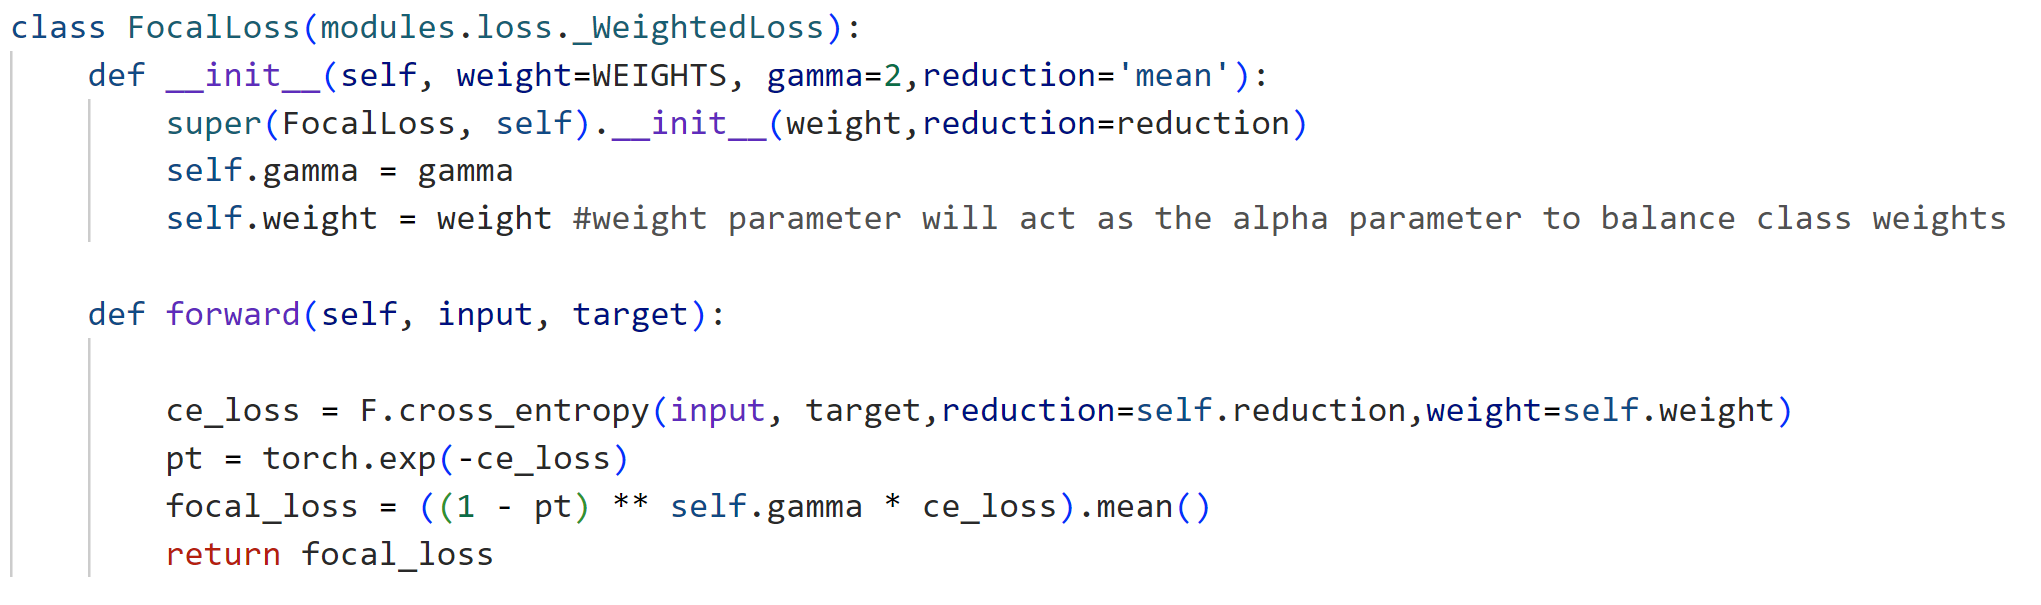 class FocalLoss(modules.loss._WeightedLoss):
    def __init__(self, weight=WEIGHTS, gamma=2,reduction='mean'):
        super(FocalLoss, self).__init__(weight,reduction=reduction)
        self.gamma = gamma
        self.weight = weight #weight parameter will act as the alpha parameter to balance class weights
    def forward(self, input, target):
        ce_loss = F.cross_entropy(input, target,reduction=self.reduction,weight=self.weight)
        pt = torch.exp(-ce_loss)
        focal_loss = ((1 - pt) ** self.gamma * ce_loss).mean()
        return focal_loss